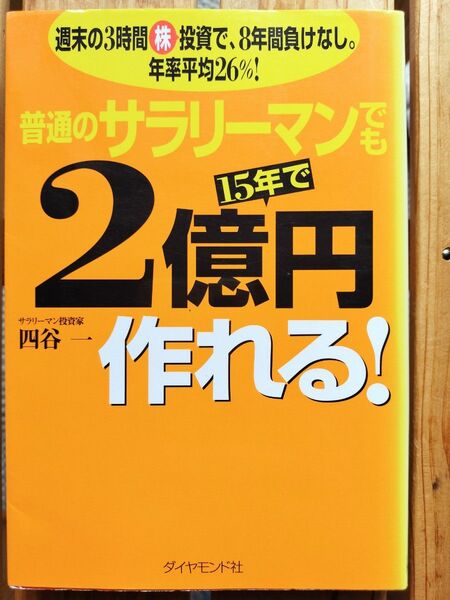 週末の3時間株投資で、8年間負けなし。
年率平均26%!
普通のサラリーマンでも
15年で
2億円
サラリーマン投資家
四谷 一
作れる!
ダイヤモンド社